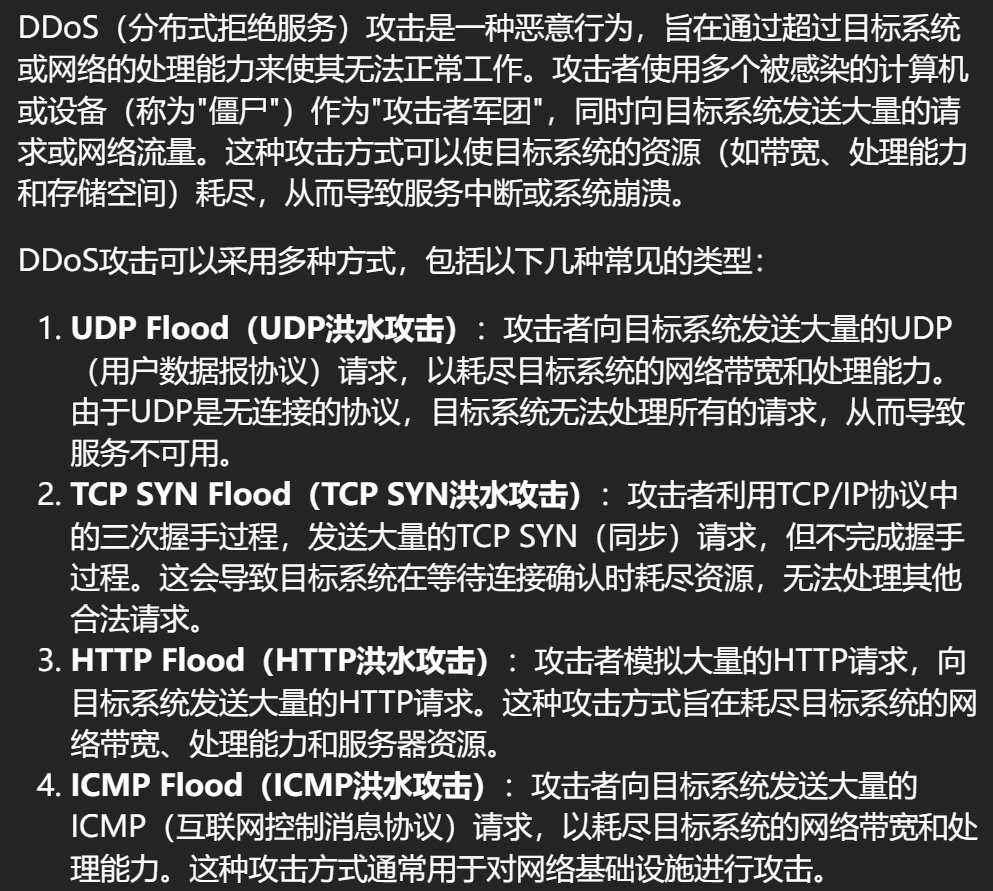 DDoS（分布式拒绝服务）攻击是一种恶意行为，旨在通过超过目标系统
或网络的处理能力来使其无法正常工作。攻击者使用多个被感染的计算机
或设备（称为"僵尸"）作为"攻击者军团"，同时向目标系统发送大量的请
求或网络流量。这种攻击方式可以使目标系统的资源（如带宽、处理能力
和存储空间）耗尽，从而导致服务中断或系统崩溃。
DDoS攻击可以采用多种方式，包括以下几种常见的类型：
1. UDP Flood（UDP洪水攻击）：攻击者向目标系统发送大量的UDP
（用户数据报协议）请求，以耗尽目标系统的网络带宽和处理能力。
由于UDP是无连接的协议，目标系统无法处理所有的请求，从而导致
服务不可用。
2. TCP SYN Flood（TCP SYN洪水攻击）：攻击者利用TCP/IP协议中
的三次握手过程，发送大量的TCP SYN（同步）请求，但不完成握手
过程。这会导致目标系统在等待连接确认时耗尽资源，无法处理其他
合法请求。
3. HTTP Flood（HTTP洪水攻击）：攻击者模拟大量的HTTP请求，向
目标系统发送大量的HTTP请求。这种攻击方式旨在耗尽目标系统的网
络带宽、处理能力和服务器资源。
4. ICMP Flood（ICMP洪水攻击）：攻击者向目标系统发送大量的
ICMP（互联网控制消息协议）请求，以耗尽目标系统的网络带宽和处
理能力。这种攻击方式通常用于对网络基础设施进行攻击。